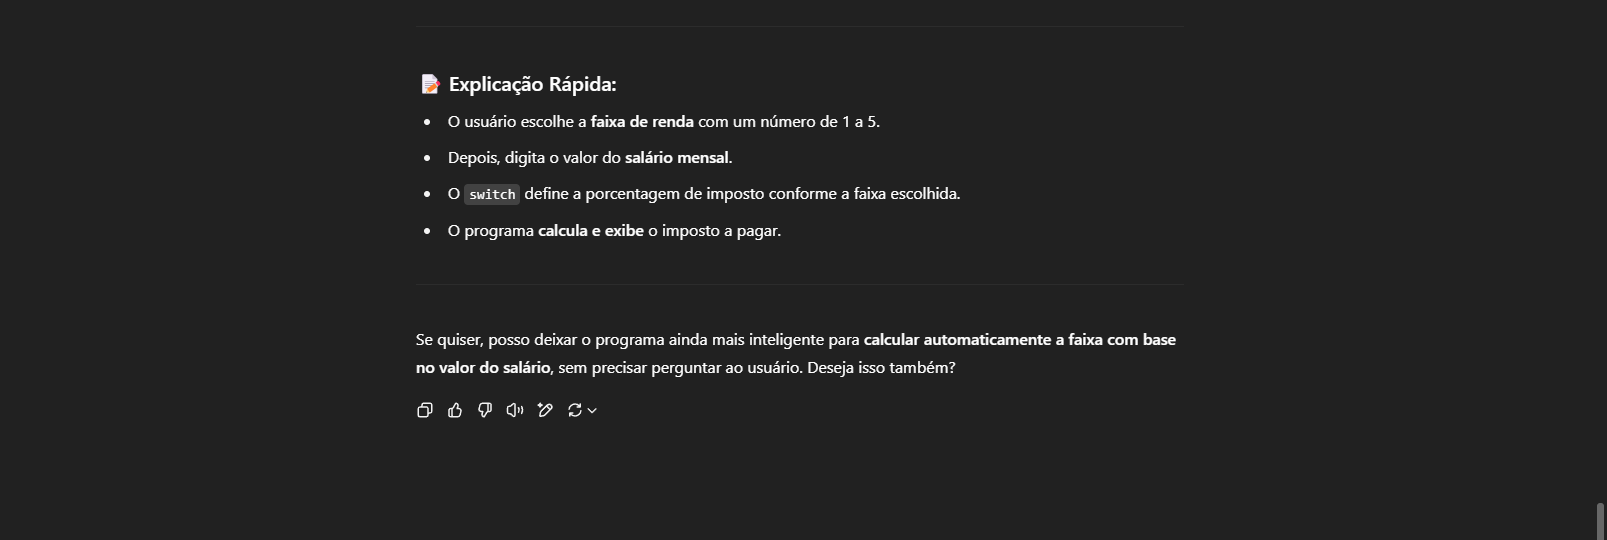 Explicação Rápida:
O usuário escolhe a faixa de renda com um número de 1 a 5.
Depois, digita o valor do salário mensal.
O switch define a porcentagem de imposto conforme a faixa escolhida.
O programa calcula e exibe o imposto a pagar.
Se quiser, posso deixar o programa ainda mais inteligente para calcular automaticamente a faixa com base
no valor do salário, sem precisar perguntar ao usuário. Deseja isso também?